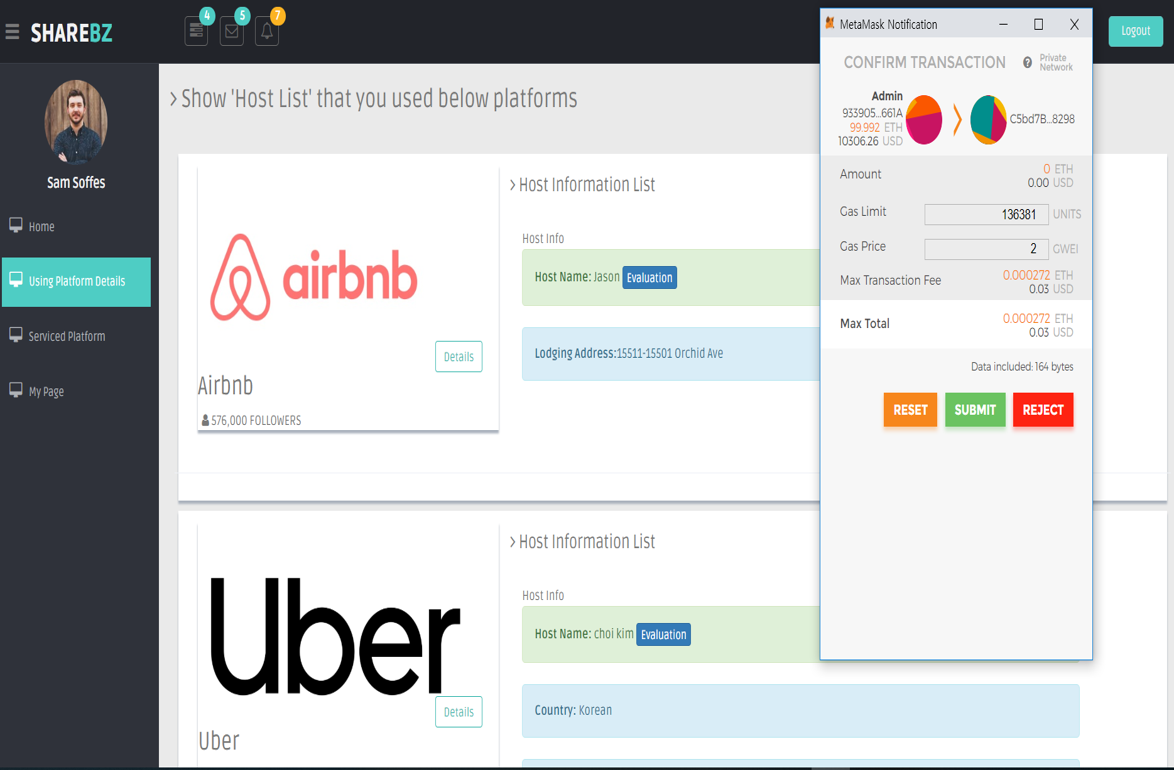 SHAREBZ
4
5
7
Logout
Sam Soffes
Home
Using Platform Details
Serviced Platform
My Page
› Show 'Host List' that you used below platforms
airbnb
Details
Airbnb
576,000 FOLLOWERS
› Host Information List
Host Info
Host Name: Jason Evaluation
Lodging Address:15511-15501 Orchid Ave
Uber
Details
Uber
› Host Information List
Host Info
Host Name: choi kim Evaluation
Country: Korean
MetaMask Notification
CONFIRM TRANSACTION
? Private
Network
Admin
933905...661A
99.992 ETH
10306.26 USD
C5bd7B...8298
Amount
0 ETH
0.00 USD
Gas Limit 136381 UNITS
Gas Price 2 GWEI
Max Transaction Fee 0.000272 ETH
0.03 USD
Max Total 0.000272 ETH
0.03 USD
Data included: 164 bytes
RESET SUBMIT REJECT